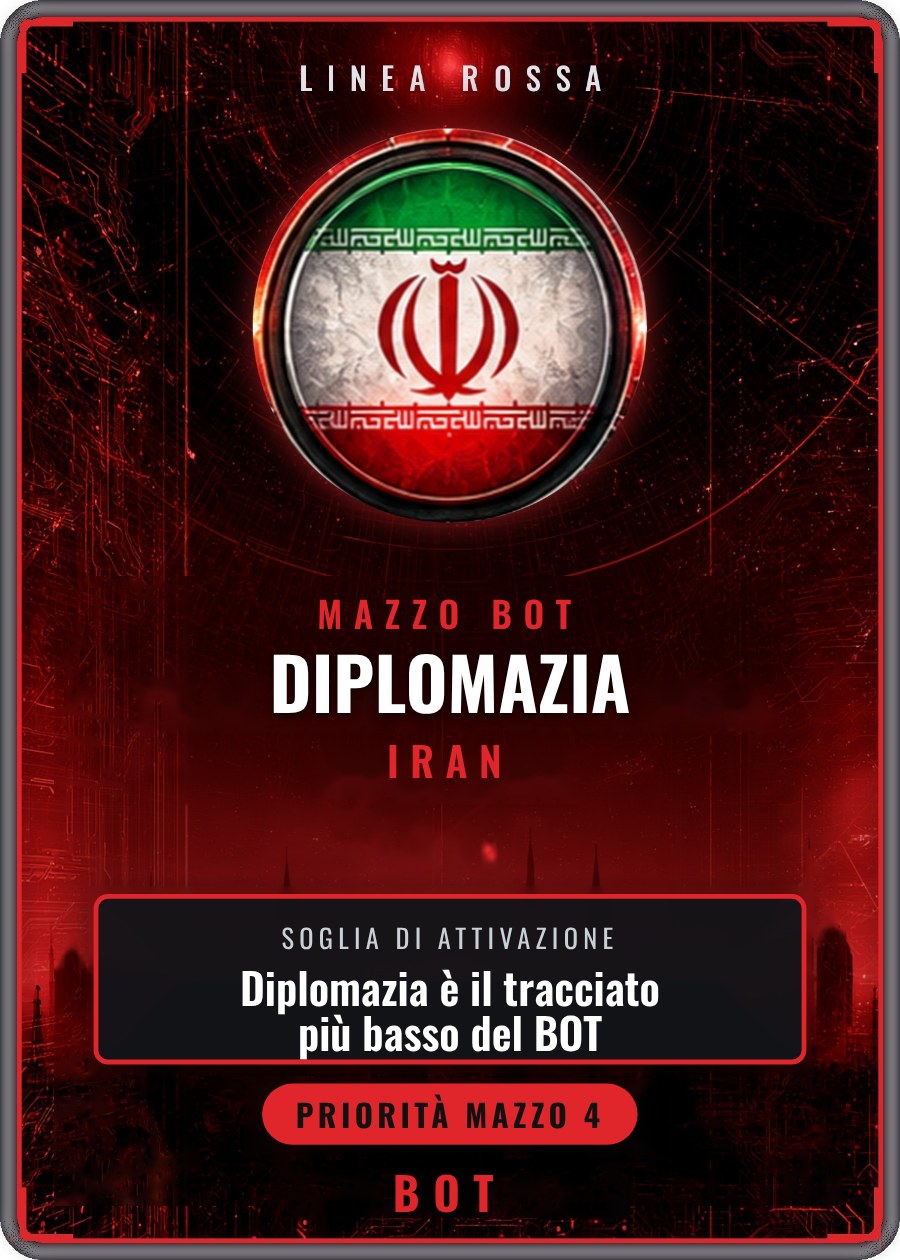 LINEA ROSSA
MAZZO BOT
DIPLOMAZIA
IRAN
SOGLIA DI ATTIVAZIONE
Diplomazia è il tracciato
più basso del BOT
PRIORITÀ MAZZO 4
BOT